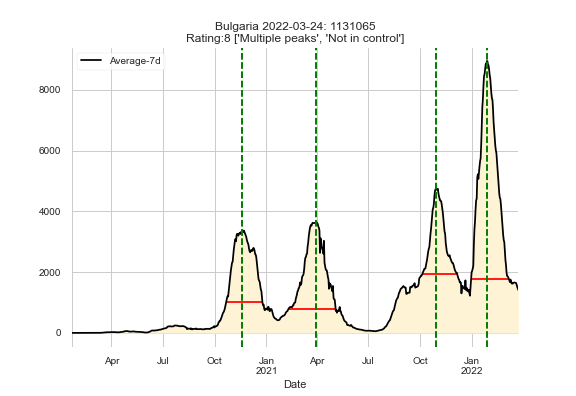 Bulgaria 2022-03-24: 1131065
Rating:8 ['Multiple peaks', 'Not in control']
Average-7d
8000
6000
4000
2000
0
Apr Jul Oct Jan Apr Jul Oct Jan
2021 2022
Date